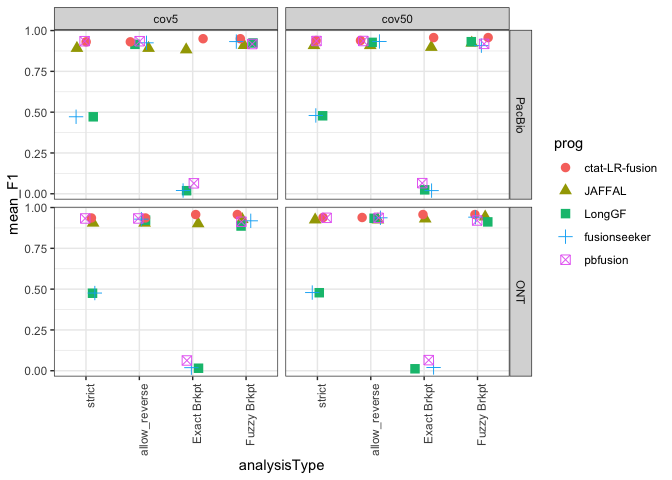 cov5
cov50
1.00
0.75
0.50
0.25
0.00
PacBio
1.00
0.75
0.50
0.25
0.00
ONT
mean_F1
strict
allow_reverse
Exact Brkpt
Fuzzy Brkpt
strict
allow_reverse
Exact Brkpt
Fuzzy Brkpt
analysisType
prog
ctat-LR-fusion
JAFFAL
LongGF
fusionseeker
pbfusion